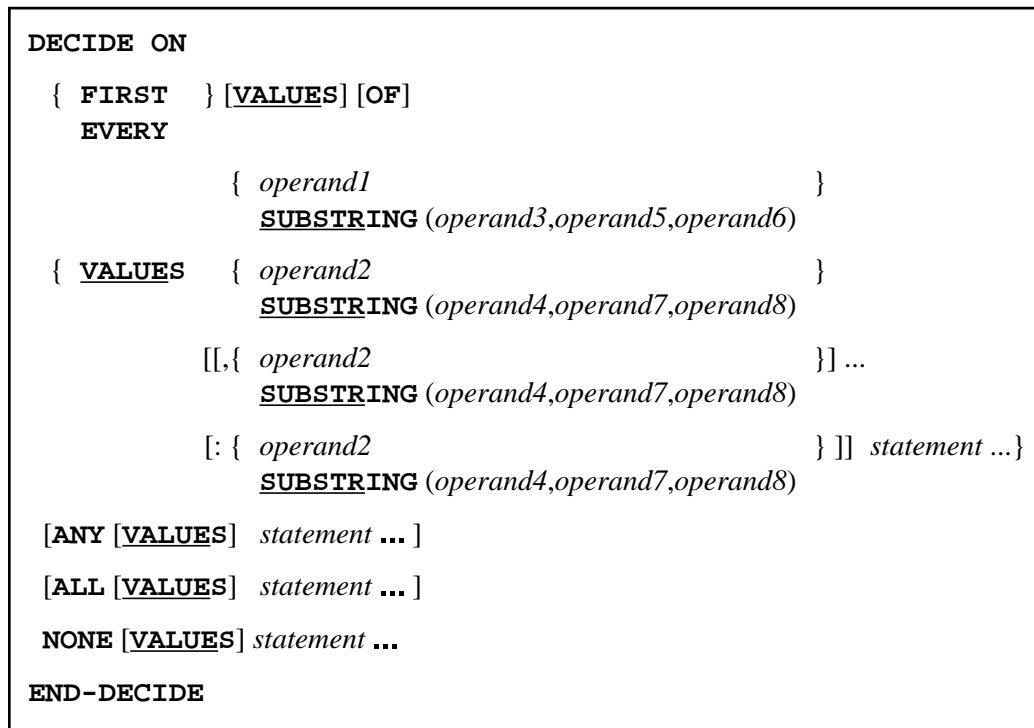 DECIDE ON
{ FIRST } [VALUES] [OF]
EVERY
{ operand1 }
SUBSTRING (operand3,operand5,operand6)
{ VALUES { operand2 }
SUBSTRING (operand4,operand7,operand8)
[[,{ operand2 }] ...
SUBSTRING (operand4,operand7,operand8)
[: { operand2 } ]] statement ...}
SUBSTRING (operand4,operand7,operand8)
[ANY [VALUES] statement ... ]
[ALL [VALUES] statement ... ]
NONE [VALUES] statement ...
END-DECIDE